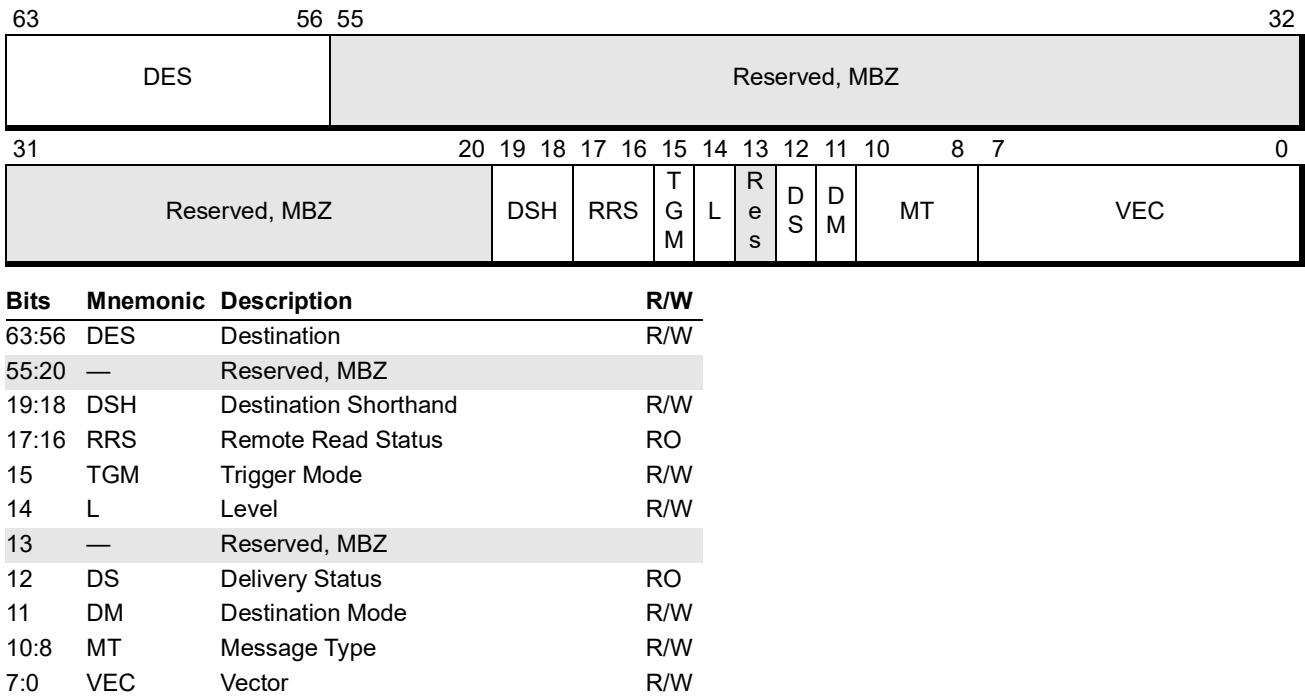 63 56 55 32
DES Reserved, MBZ
31 20 19 18 17 16 15 14 13 12 11 10 8 7 0
Reserved, MBZ DSH RRS TGM L Res DS DM MT VEC
Bits Mnemonic Description R/W
63:56 DES Destination R/W
55:20 — Reserved, MBZ
19:18 DSH Destination Shorthand R/W
17:16 RRS Remote Read Status RO
15 TGM Trigger Mode R/W
14 L Level R/W
13 — Reserved, MBZ
12 DS Delivery Status RO
11 DM Destination Mode R/W
10:8 MT Message Type R/W
7:0 VEC Vector R/W